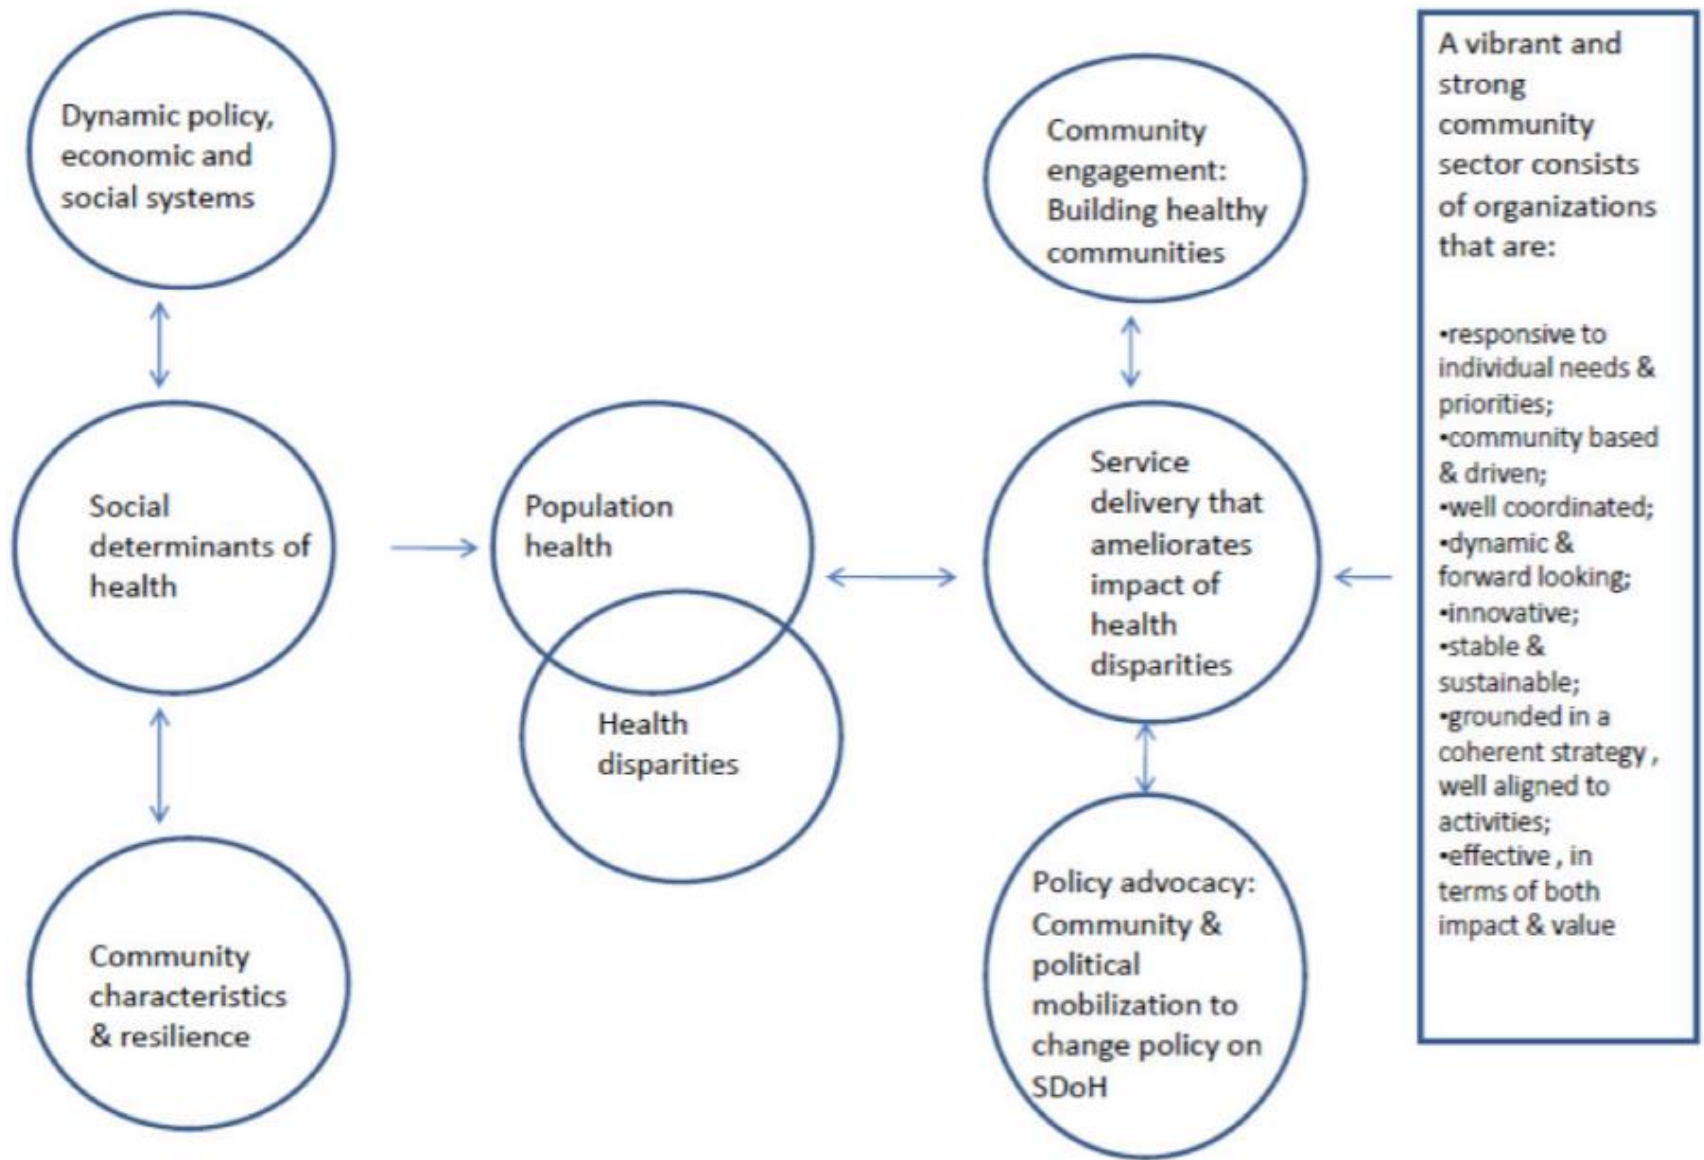 Dynamic policy,
economic and
social systems
Social
determinants of
health
Community
characteristics
& resilience
Population
health
Health
disparities
Community
engagement:
Building healthy
communities
Service
delivery that
ameliorates
impact of
health
disparities
Policy advocacy:
Community &
political
mobilization to
change policy on
SDoH
A vibrant and
strong
community
sector consists
of organizations
that are:
•responsive to
individual needs &
priorities;
•community based
& driven;
•well coordinated;
•dynamic &
forward looking;
•innovative;
•stable &
sustainable;
•grounded in a
coherent strategy ,
well aligned to
activities;
•effective , in
terms of both
impact & value